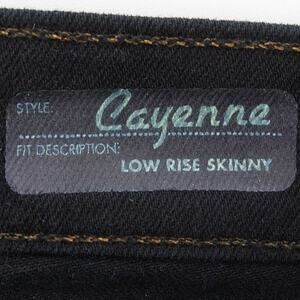 STYLE: Cayenne
FIT DESCRIPTION:
LOW RISE SKINNY